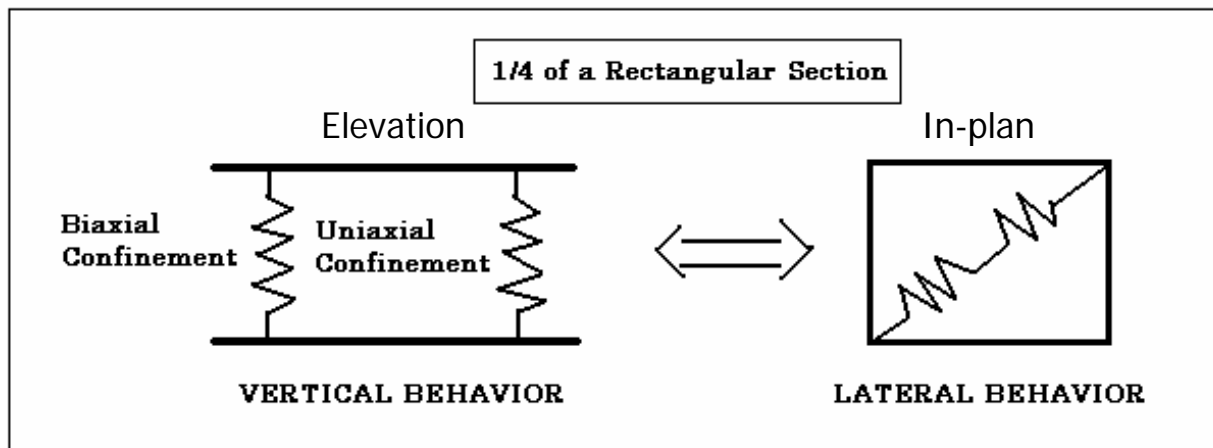 1/4 of a Rectangular Section
Elevation
In-plan
Biaxial
Confinement
Uniaxial
Confinement
VERTICAL BEHAVIOR
LATERAL BEHAVIOR